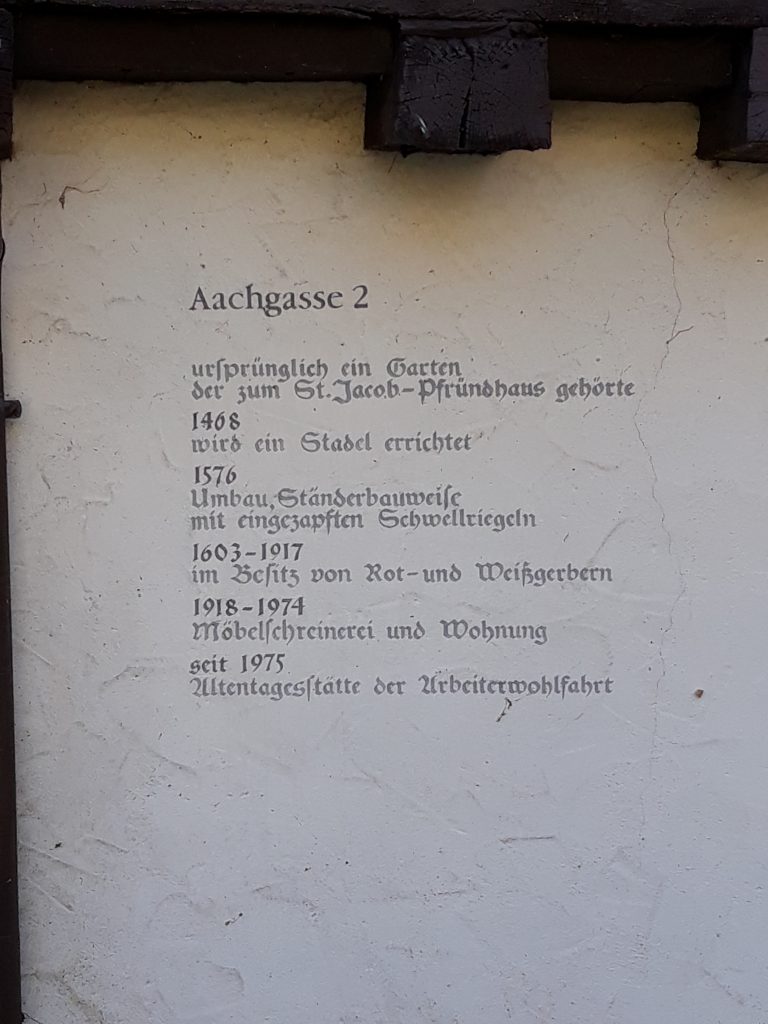 Aachgasse 2
urſprünglich ein Garten
der zum St.Jacob-Pfründhaus gehörte
1468
wird ein Stadel errichtet
1576
Umbau, Ständerbauweiſe
mit eingezapften Schwellriegeln
1603-1917
im Beſitz von Rot-und Weißgerbern
1918-1974
Möbelſchreinerei und Wohnung
seit 1975
Altentagesſtätte der Arbeiterwohlfahrt